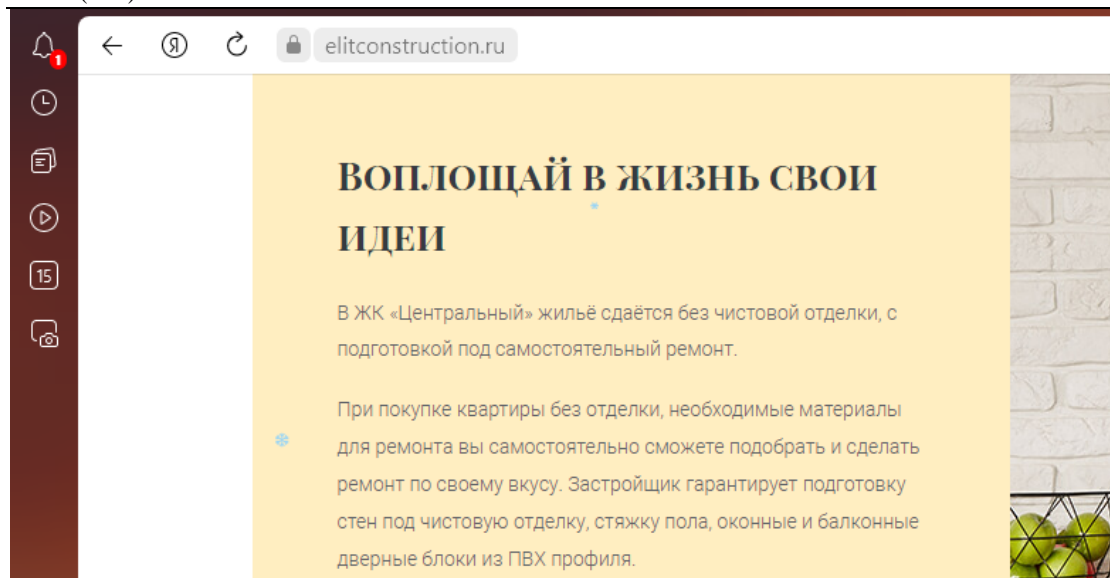 1
Я
elitconstruction.ru
Воплощай в жизнь свои
идеи
15
В ЖК «Центральный» жильё сдаётся без чистовой отделки, с
подготовкой под самостоятельный ремонт.
При покупке квартиры без отделки, необходимые материалы
для ремонта вы самостоятельно сможете подобрать и сделать
ремонт по своему вкусу. Застройщик гарантирует подготовку
стен под чистовую отделку, стяжку пола, оконные и балконные
дверные блоки из ПВХ профиля.